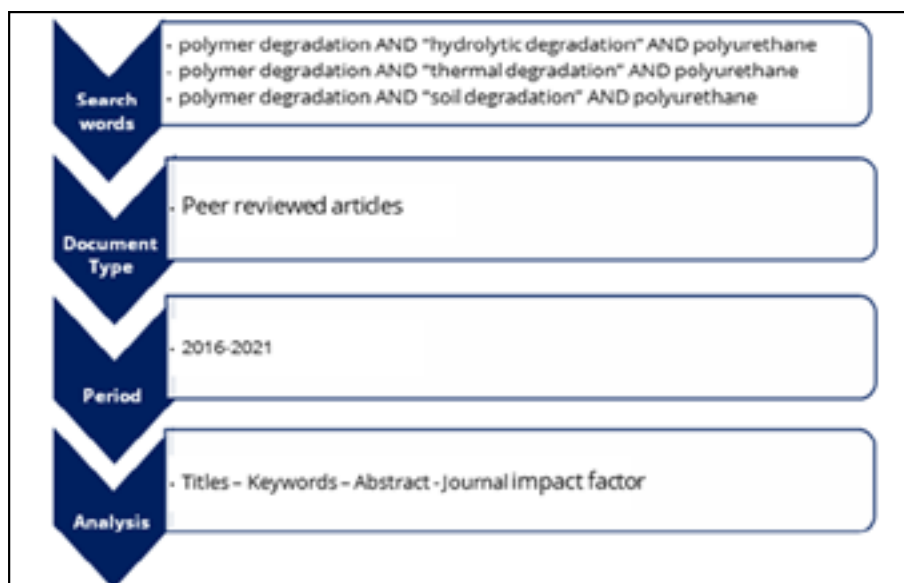 - polymer degradation AND "hydrolytic degradation" AND polyurethane
- polymer degradation AND "thermal degradation" AND polyurethane
- polymer degradation AND "soil degradation" AND polyurethane
Search
words
- Peer reviewed articles
Document
Type
- 2016-2021
Period
- Titles – Keywords – Abstract - Journal impact factor
Analysis